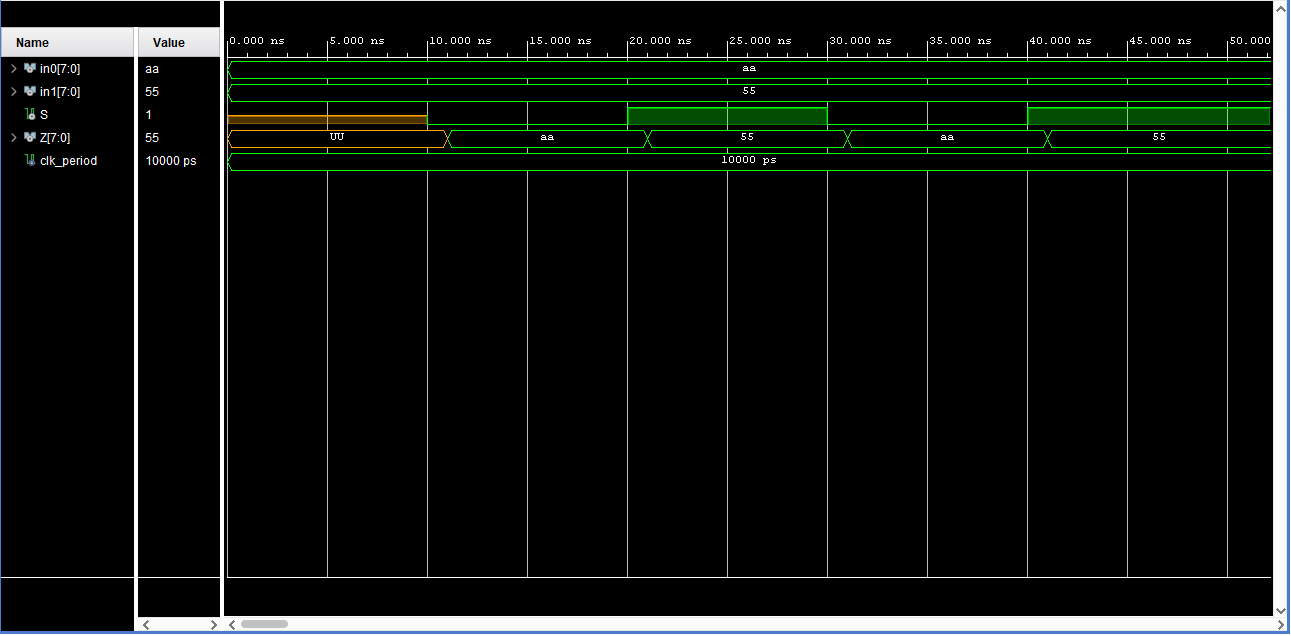 Name Value 0.000 ns 5.000 ns 10.000 ns 15.000 ns 20.000 ns 25.000 ns 30.000 ns 35.000 ns 40.000 ns 45.000 ns 50.000
in0[7:0] aa aa
in1[7:0] 55 55
S 1
Z[7:0] 55 UU aa 55 aa 55
clk_period 10000 ps 10000 ps